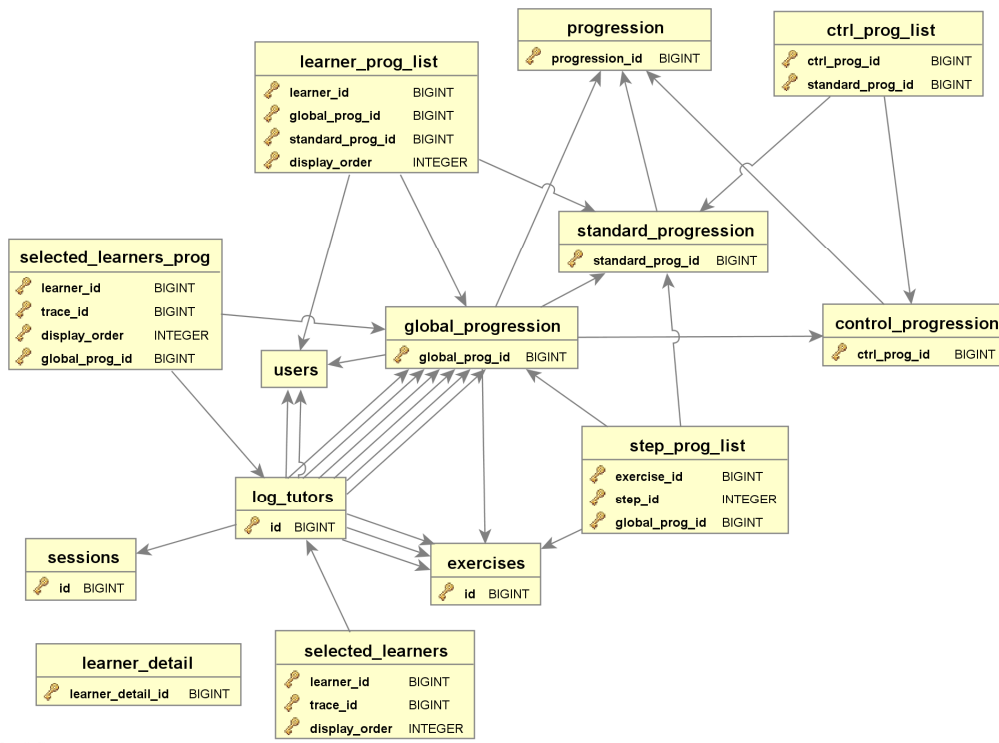 progression
progression_id BIGINT
ctrl_prog_list
ctrl_prog_id BIGINT
standard_prog_id BIGINT
learner_prog_list
learner_id BIGINT
global_prog_id BIGINT
standard_prog_id BIGINT
display_order INTEGER
standard_progression
standard_prog_id BIGINT
selected_learners_prog
learner_id BIGINT
trace_id BIGINT
display_order INTEGER
global_prog_id BIGINT
global_progression
global_prog_id BIGINT
control_progression
ctrl_prog_id BIGINT
users
step_prog_list
exercise_id BIGINT
step_id INTEGER
global_prog_id BIGINT
log_tutors
id BIGINT
sessions
id BIGINT
exercises
id BIGINT
learner_detail
learner_detail_id BIGINT
selected_learners
learner_id BIGINT
trace_id BIGINT
display_order INTEGER